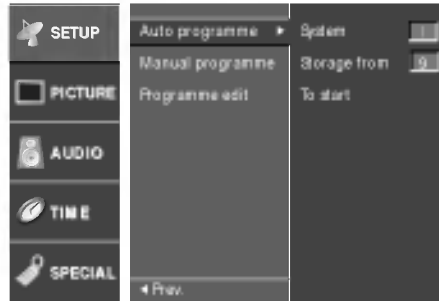 SETUP
PICTURE
AUDIO
TIME
SPECIAL
Auto programme ▶
Manual programme
Programme edit
◀ Prev.
System I
Storage from 9
To start